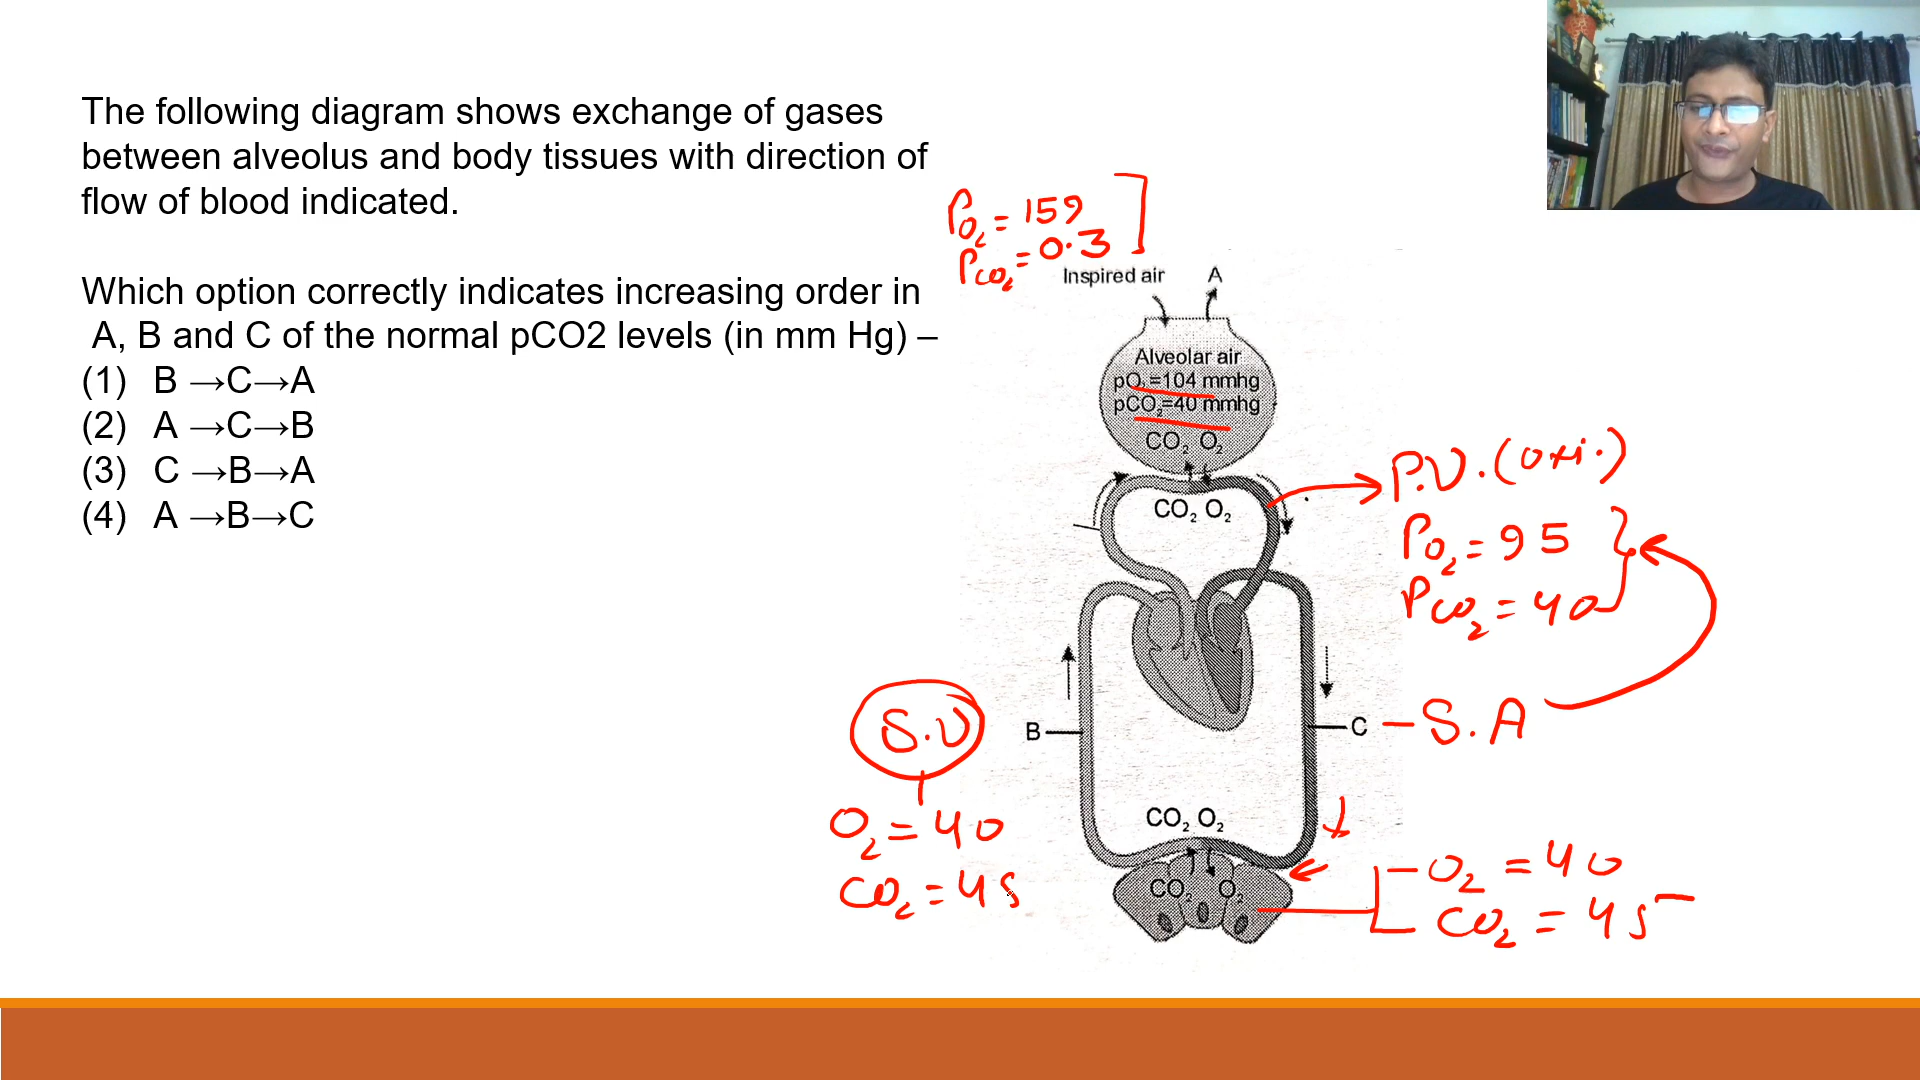 The following diagram shows exchange of gases
between alveolus and body tissues with direction of
flow of blood indicated.
Which option correctly indicates increasing order in
A, B and C of the normal pCO2 levels (in mm Hg) –
(1) B →C→A
(2) A →C→B
(3) C →B→A
(4) A →B→C
PO₂ = 159
PCO₂ = 0.3
Inspired air A
Alveolar air
pO₂=104 mmhg
pCO₂=40 mmhg
CO₂ O₂
CO₂ O₂
P.V. (oxi.)
PO₂ = 95
PCO₂ = 40
S.V
B
C – S.A
O₂ = 40
CO₂ = 45
CO₂ O₂
CO₂ O₂
O₂ = 40
CO₂ = 45